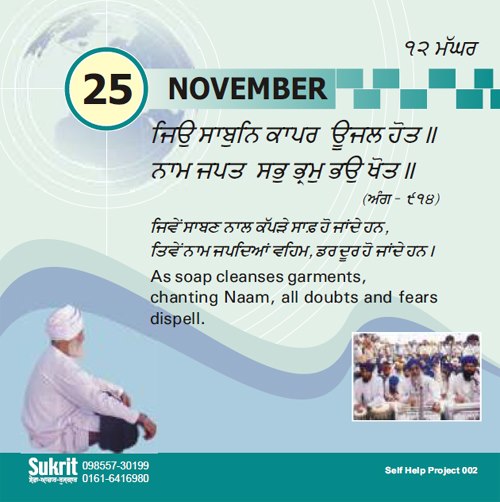 ੧੨ ਮੱਘਰ
25 NOVEMBER
ਜਿਉ ਸਾਬੁਨਿ ਕਾਪਰ ਊਜਲ ਹੋਤ ॥
ਨਾਮ ਜਪਤ ਸਭੁ ਭ੍ਰਮੁ ਭਉ ਖੋਤ ॥
(ਅੰਗ - ੯੧੪)
ਜਿਵੇਂ ਸਾਬਣ ਨਾਲ ਕੱਪੜੇ ਸਾਫ਼ ਹੋ ਜਾਂਦੇ ਹਨ,
ਤਿਵੇਂ ਨਾਮ ਜਪਦਿਆਂ ਵਹਿਮ, ਡਰ ਦੂਰ ਹੋ ਜਾਂਦੇ ਹਨ।
As soap cleanses garments,
chanting Naam, all doubts and fears
dispell.
Sukrit
098557-30199
0161-6416980
Self Help Project 002